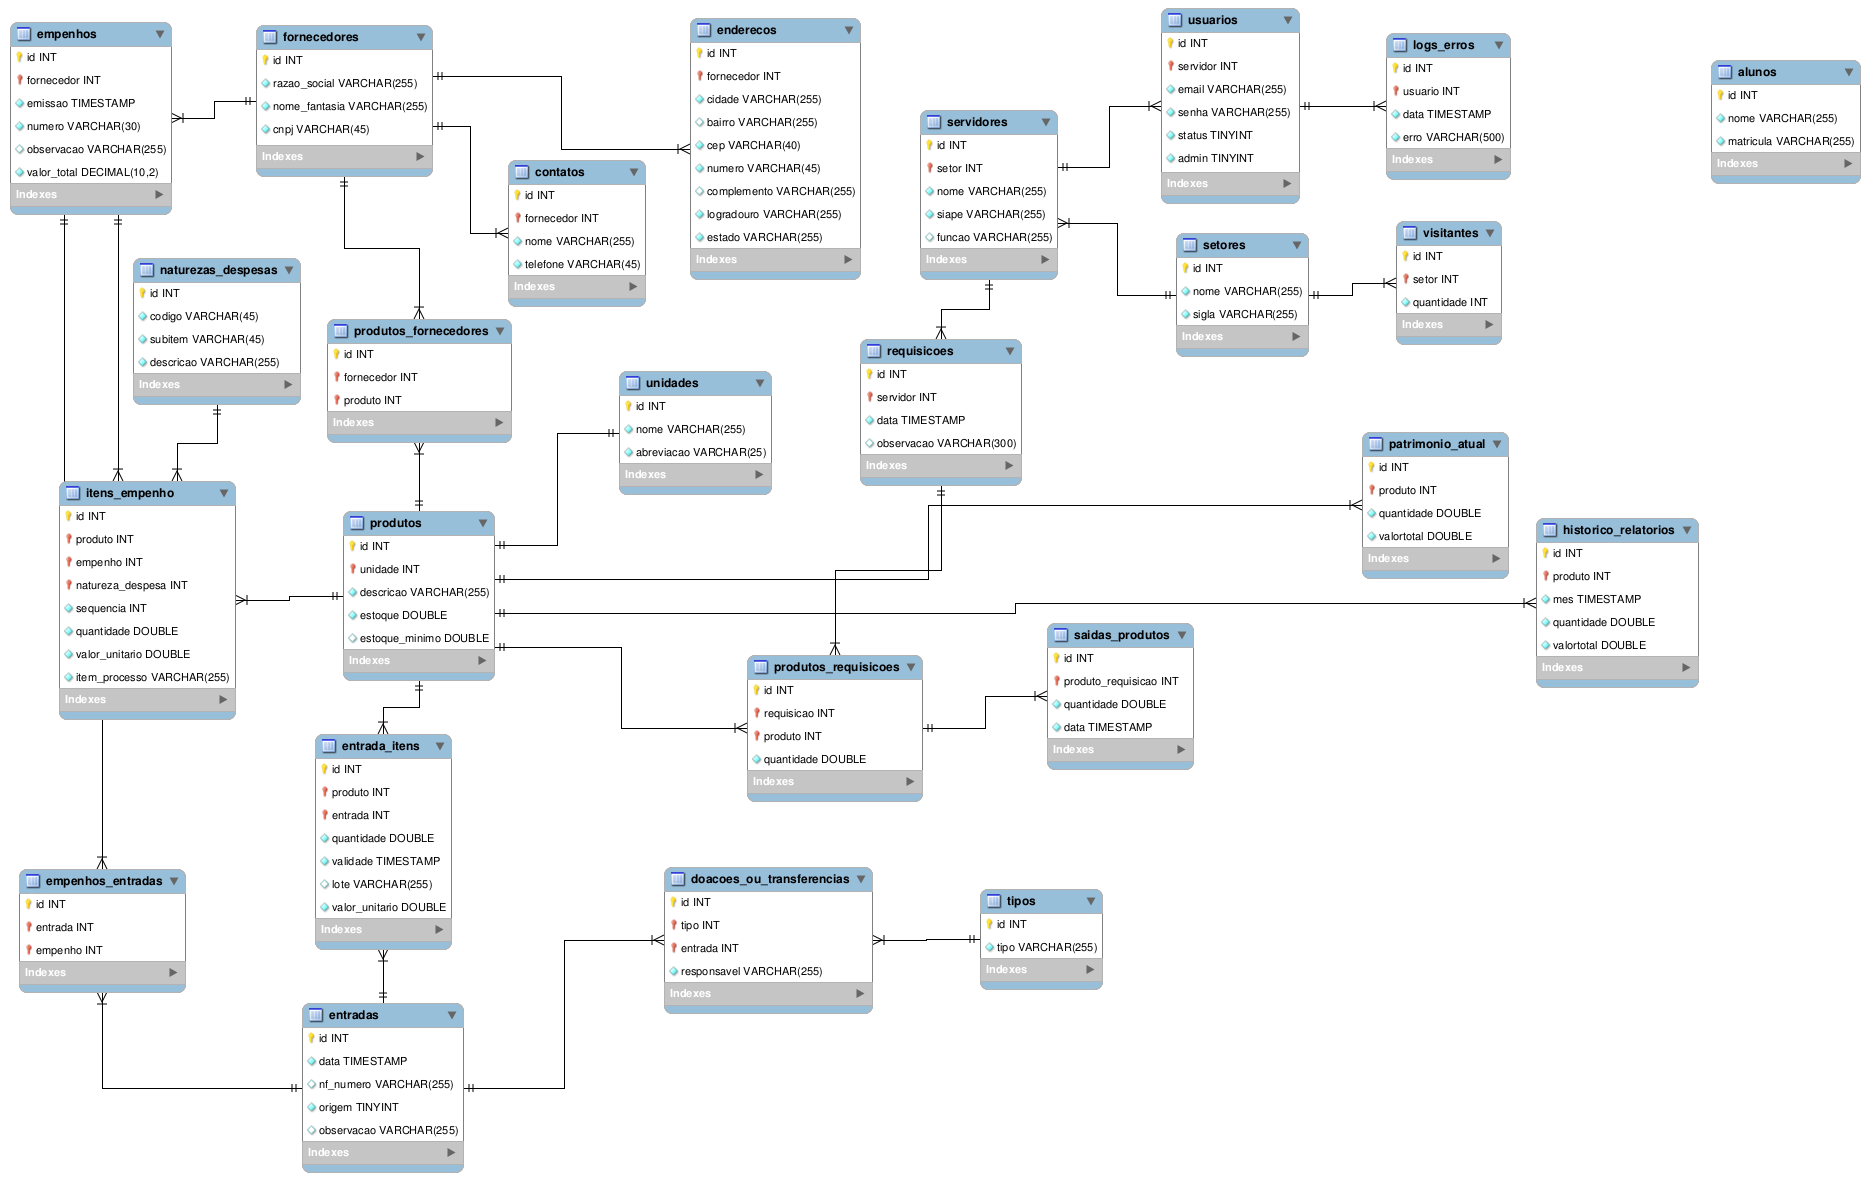 empenhos
id INT
fornecedor INT
emissao TIMESTAMP
numero VARCHAR(30)
observacao VARCHAR(255)
valor_total DECIMAL(10,2)
Indexes
fornecedores
id INT
razao_social VARCHAR(255)
nome_fantasia VARCHAR(255)
cnpj VARCHAR(45)
Indexes
contatos
id INT
fornecedor INT
nome VARCHAR(255)
telefone VARCHAR(45)
Indexes
enderecos
id INT
fornecedor INT
cidade VARCHAR(255)
bairro VARCHAR(255)
cep VARCHAR(40)
numero VARCHAR(45)
complemento VARCHAR(255)
logradouro VARCHAR(255)
estado VARCHAR(255)
Indexes
servidores
id INT
setor INT
nome VARCHAR(255)
siape VARCHAR(255)
funcao VARCHAR(255)
Indexes
usuarios
id INT
servidor INT
email VARCHAR(255)
senha VARCHAR(255)
status TINYINT
admin TINYINT
Indexes
logs_erros
id INT
usuario INT
data TIMESTAMP
erro VARCHAR(500)
Indexes
alunos
id INT
nome VARCHAR(255)
matricula VARCHAR(255)
Indexes
setores
id INT
nome VARCHAR(255)
sigla VARCHAR(255)
Indexes
visitantes
id INT
setor INT
quantidade INT
Indexes
naturezas_despesas
id INT
codigo VARCHAR(45)
subitem VARCHAR(45)
descricao VARCHAR(255)
Indexes
produtos_fornecedores
id INT
fornecedor INT
produto INT
Indexes
unidades
id INT
nome VARCHAR(255)
abreviacao VARCHAR(25)
Indexes
requisicoes
id INT
servidor INT
data TIMESTAMP
observacao VARCHAR(300)
Indexes
patrimonio_atual
id INT
produto INT
quantidade DOUBLE
valortotal DOUBLE
Indexes
historico_relatorios
id INT
produto INT
mes TIMESTAMP
quantidade DOUBLE
valortotal DOUBLE
Indexes
itens_empenho
id INT
produto INT
empenho INT
natureza_despesa INT
sequencia INT
quantidade DOUBLE
valor_unitario DOUBLE
item_processo VARCHAR(255)
Indexes
produtos
id INT
unidade INT
descricao VARCHAR(255)
estoque DOUBLE
estoque_minimo DOUBLE
Indexes
produtos_requisicoes
id INT
requisicao INT
produto INT
quantidade DOUBLE
Indexes
saidas_produtos
id INT
produto_requisicao INT
quantidade DOUBLE
data TIMESTAMP
Indexes
entrada_itens
id INT
produto INT
entrada INT
quantidade DOUBLE
validade TIMESTAMP
lote VARCHAR(255)
valor_unitario DOUBLE
Indexes
empenhos_entradas
id INT
entrada INT
empenho INT
Indexes
doacoes_ou_transferencias
id INT
tipo INT
entrada INT
responsavel VARCHAR(255)
Indexes
tipos
id INT
tipo VARCHAR(255)
Indexes
entradas
id INT
data TIMESTAMP
nf_numero VARCHAR(255)
origem TINYINT
observacao VARCHAR(255)
Indexes